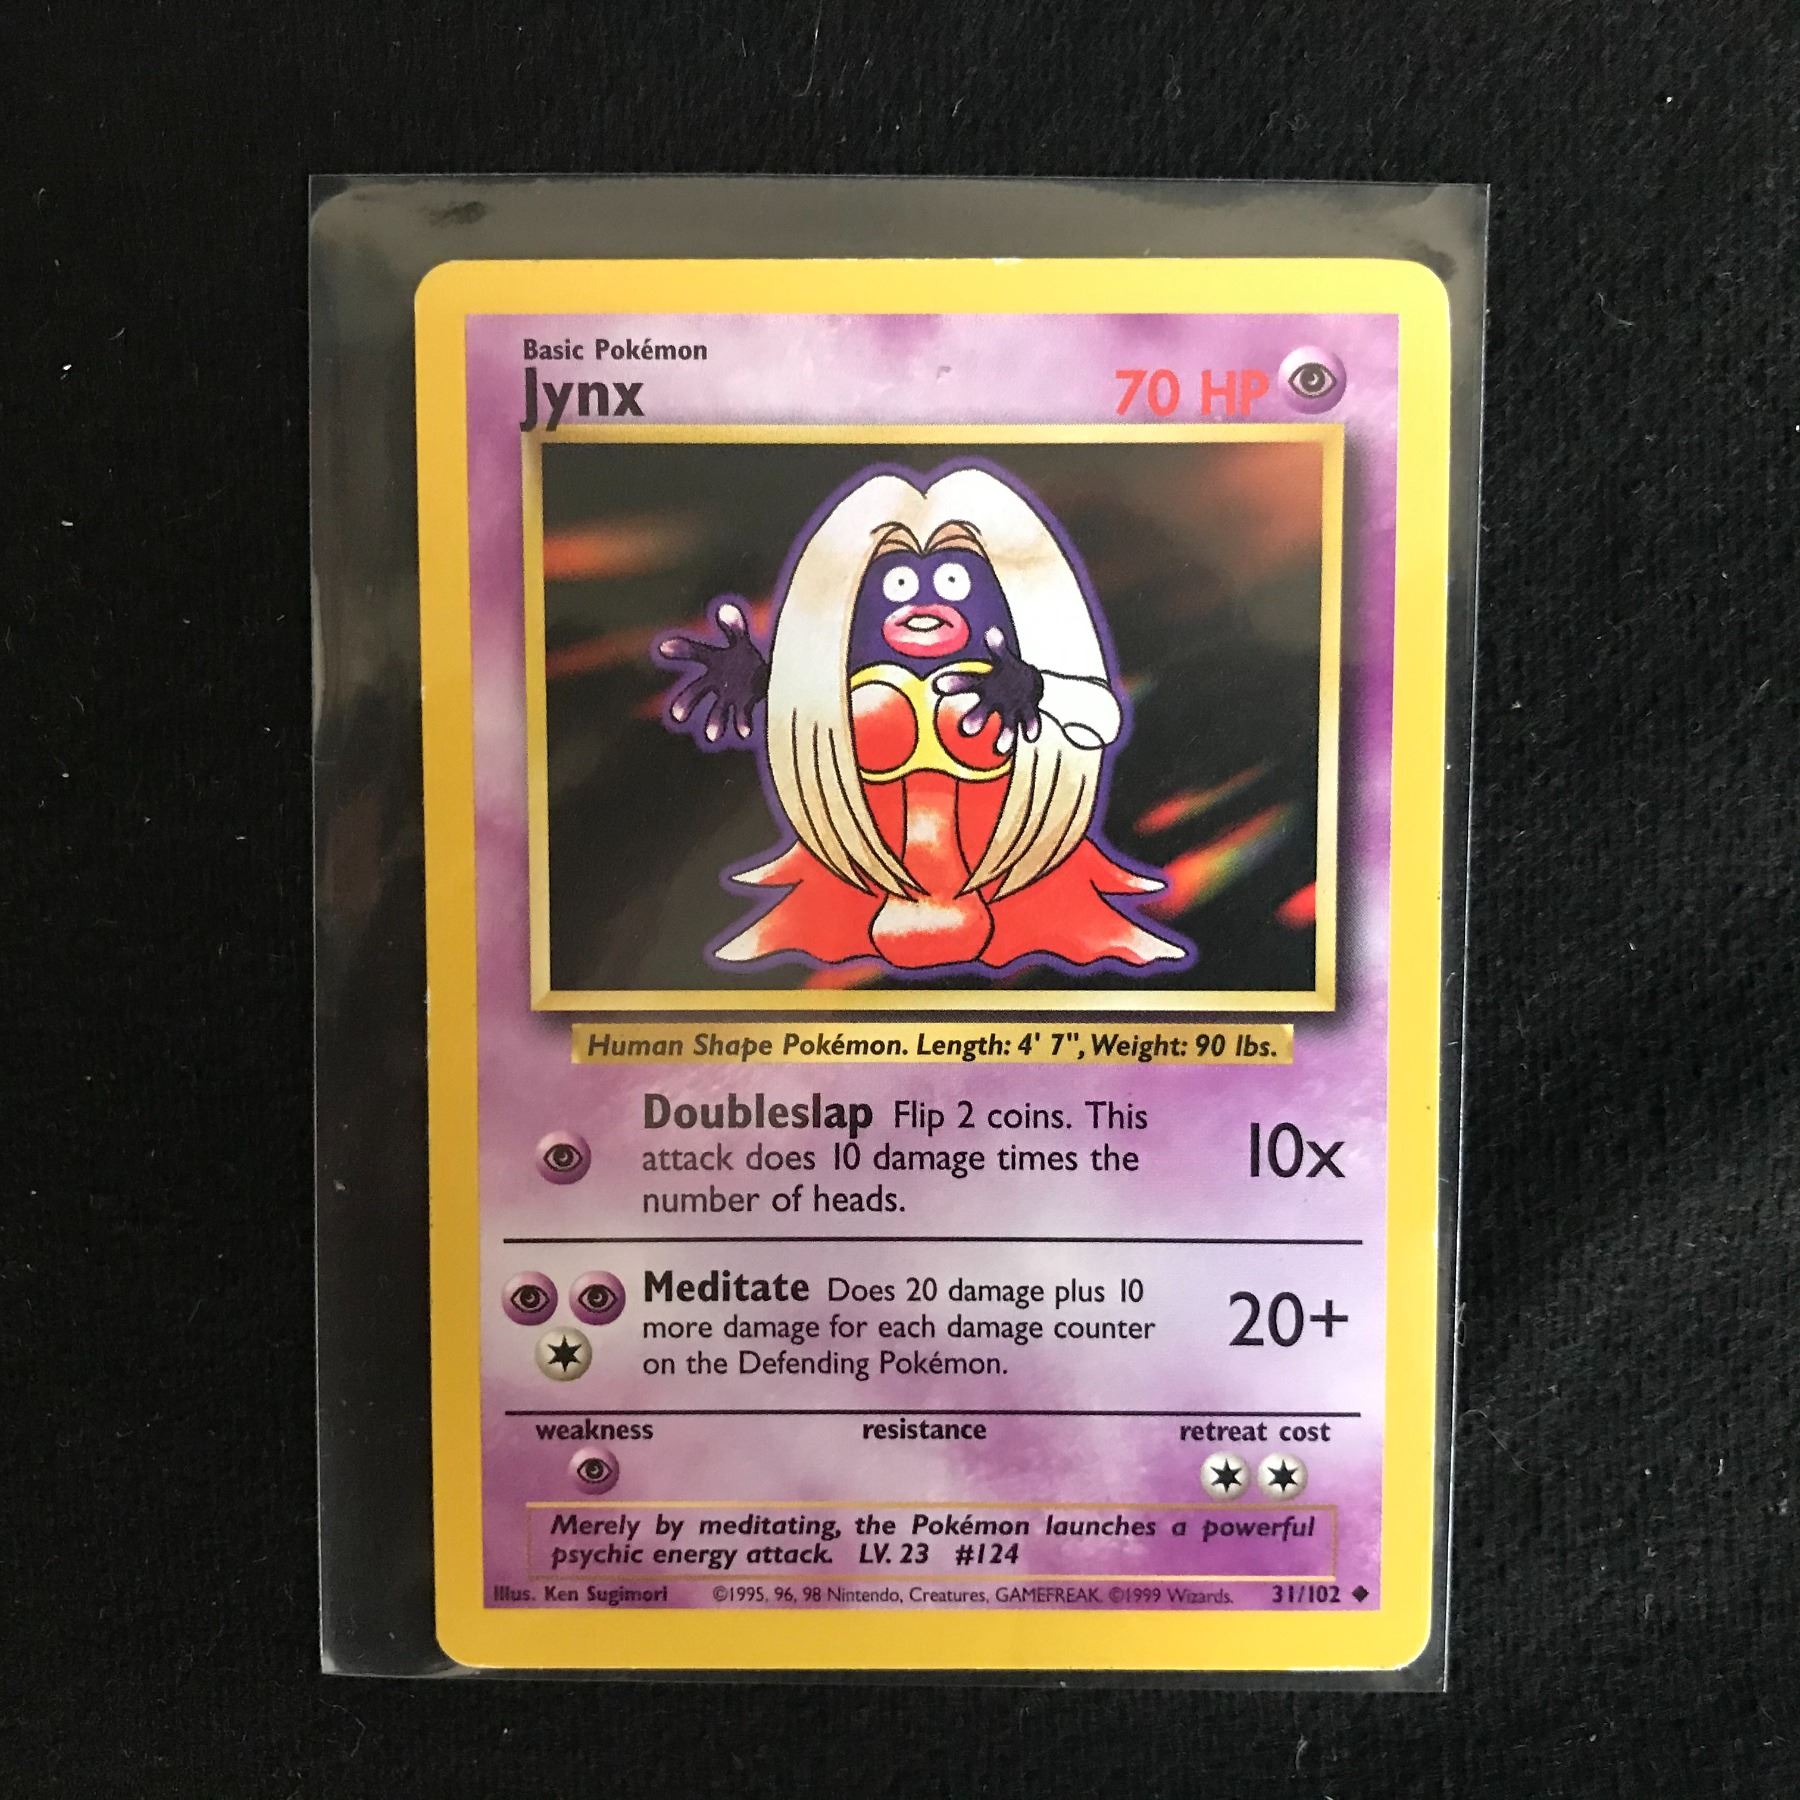 Basic Pokémon
Jynx
70 HP
Human Shape Pokémon. Length: 4' 7", Weight: 90 lbs.
Doubleslap Flip 2 coins. This
attack does 10 damage times the
number of heads.
10x
Meditate Does 20 damage plus 10
more damage for each damage counter
on the Defending Pokémon.
20+
weakness resistance retreat cost
Merely by meditating, the Pokémon launches a powerful
psychic energy attack. LV. 23 #124
Illus. Ken Sugimori ©1995, 96, 98 Nintendo, Creatures, GAMEFREAK. ©1999 Wizards. 31/102